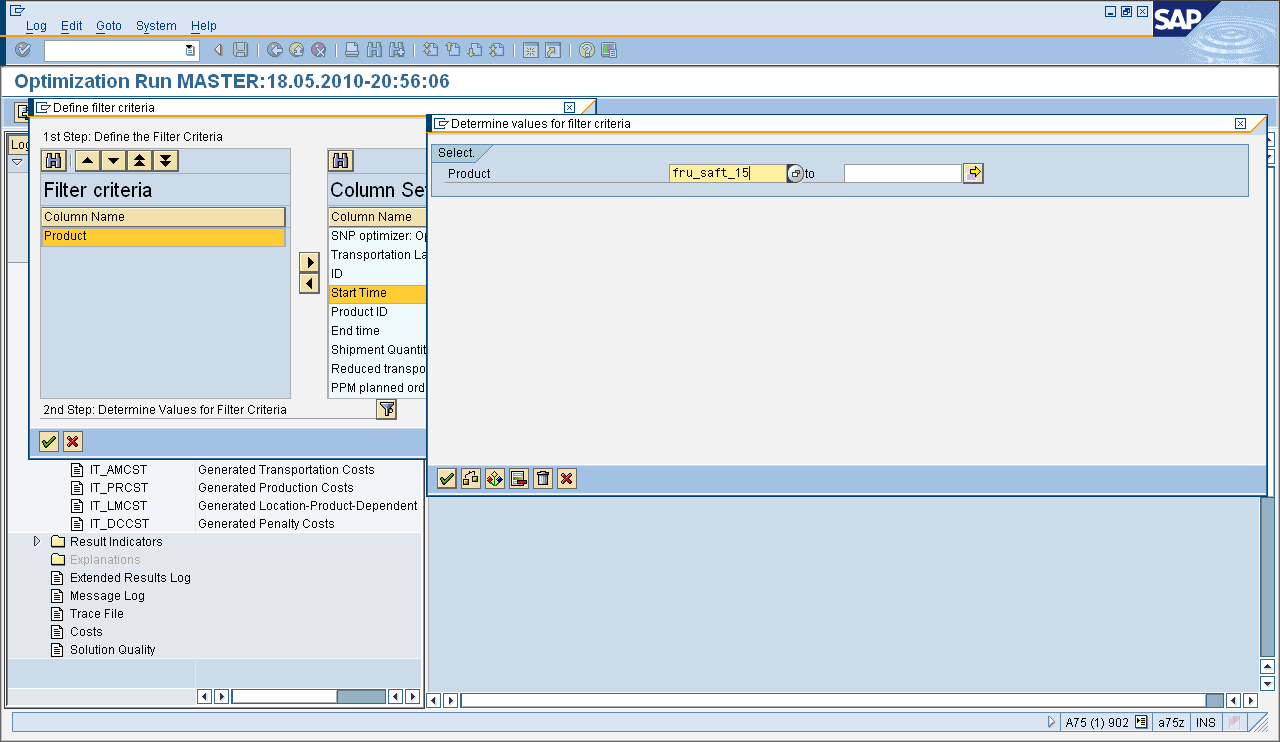 Log Edit Goto System Help
SAP
Optimization Run MASTER:18.05.2010-20:56:06
Define filter criteria
Determine values for filter criteria
1st Step: Define the Filter Criteria
Select.
Product fru_saft_15 to
Filter criteria
Column Name
Product
Column Se
Column Name
SNP optimizer: O
Transportation La
ID
Start Time
Product ID
End time
Shipment Quantit
Reduced transpo
PPM planned ord
2nd Step: Determine Values for Filter Criteria
IT_AMCST Generated Transportation Costs
IT_PRCST Generated Production Costs
IT_LMCST Generated Location-Product-Dependent
IT_DCCST Generated Penalty Costs
Result Indicators
Explanations
Extended Results Log
Message Log
Trace File
Costs
Solution Quality
A75 (1) 902 a75z INS